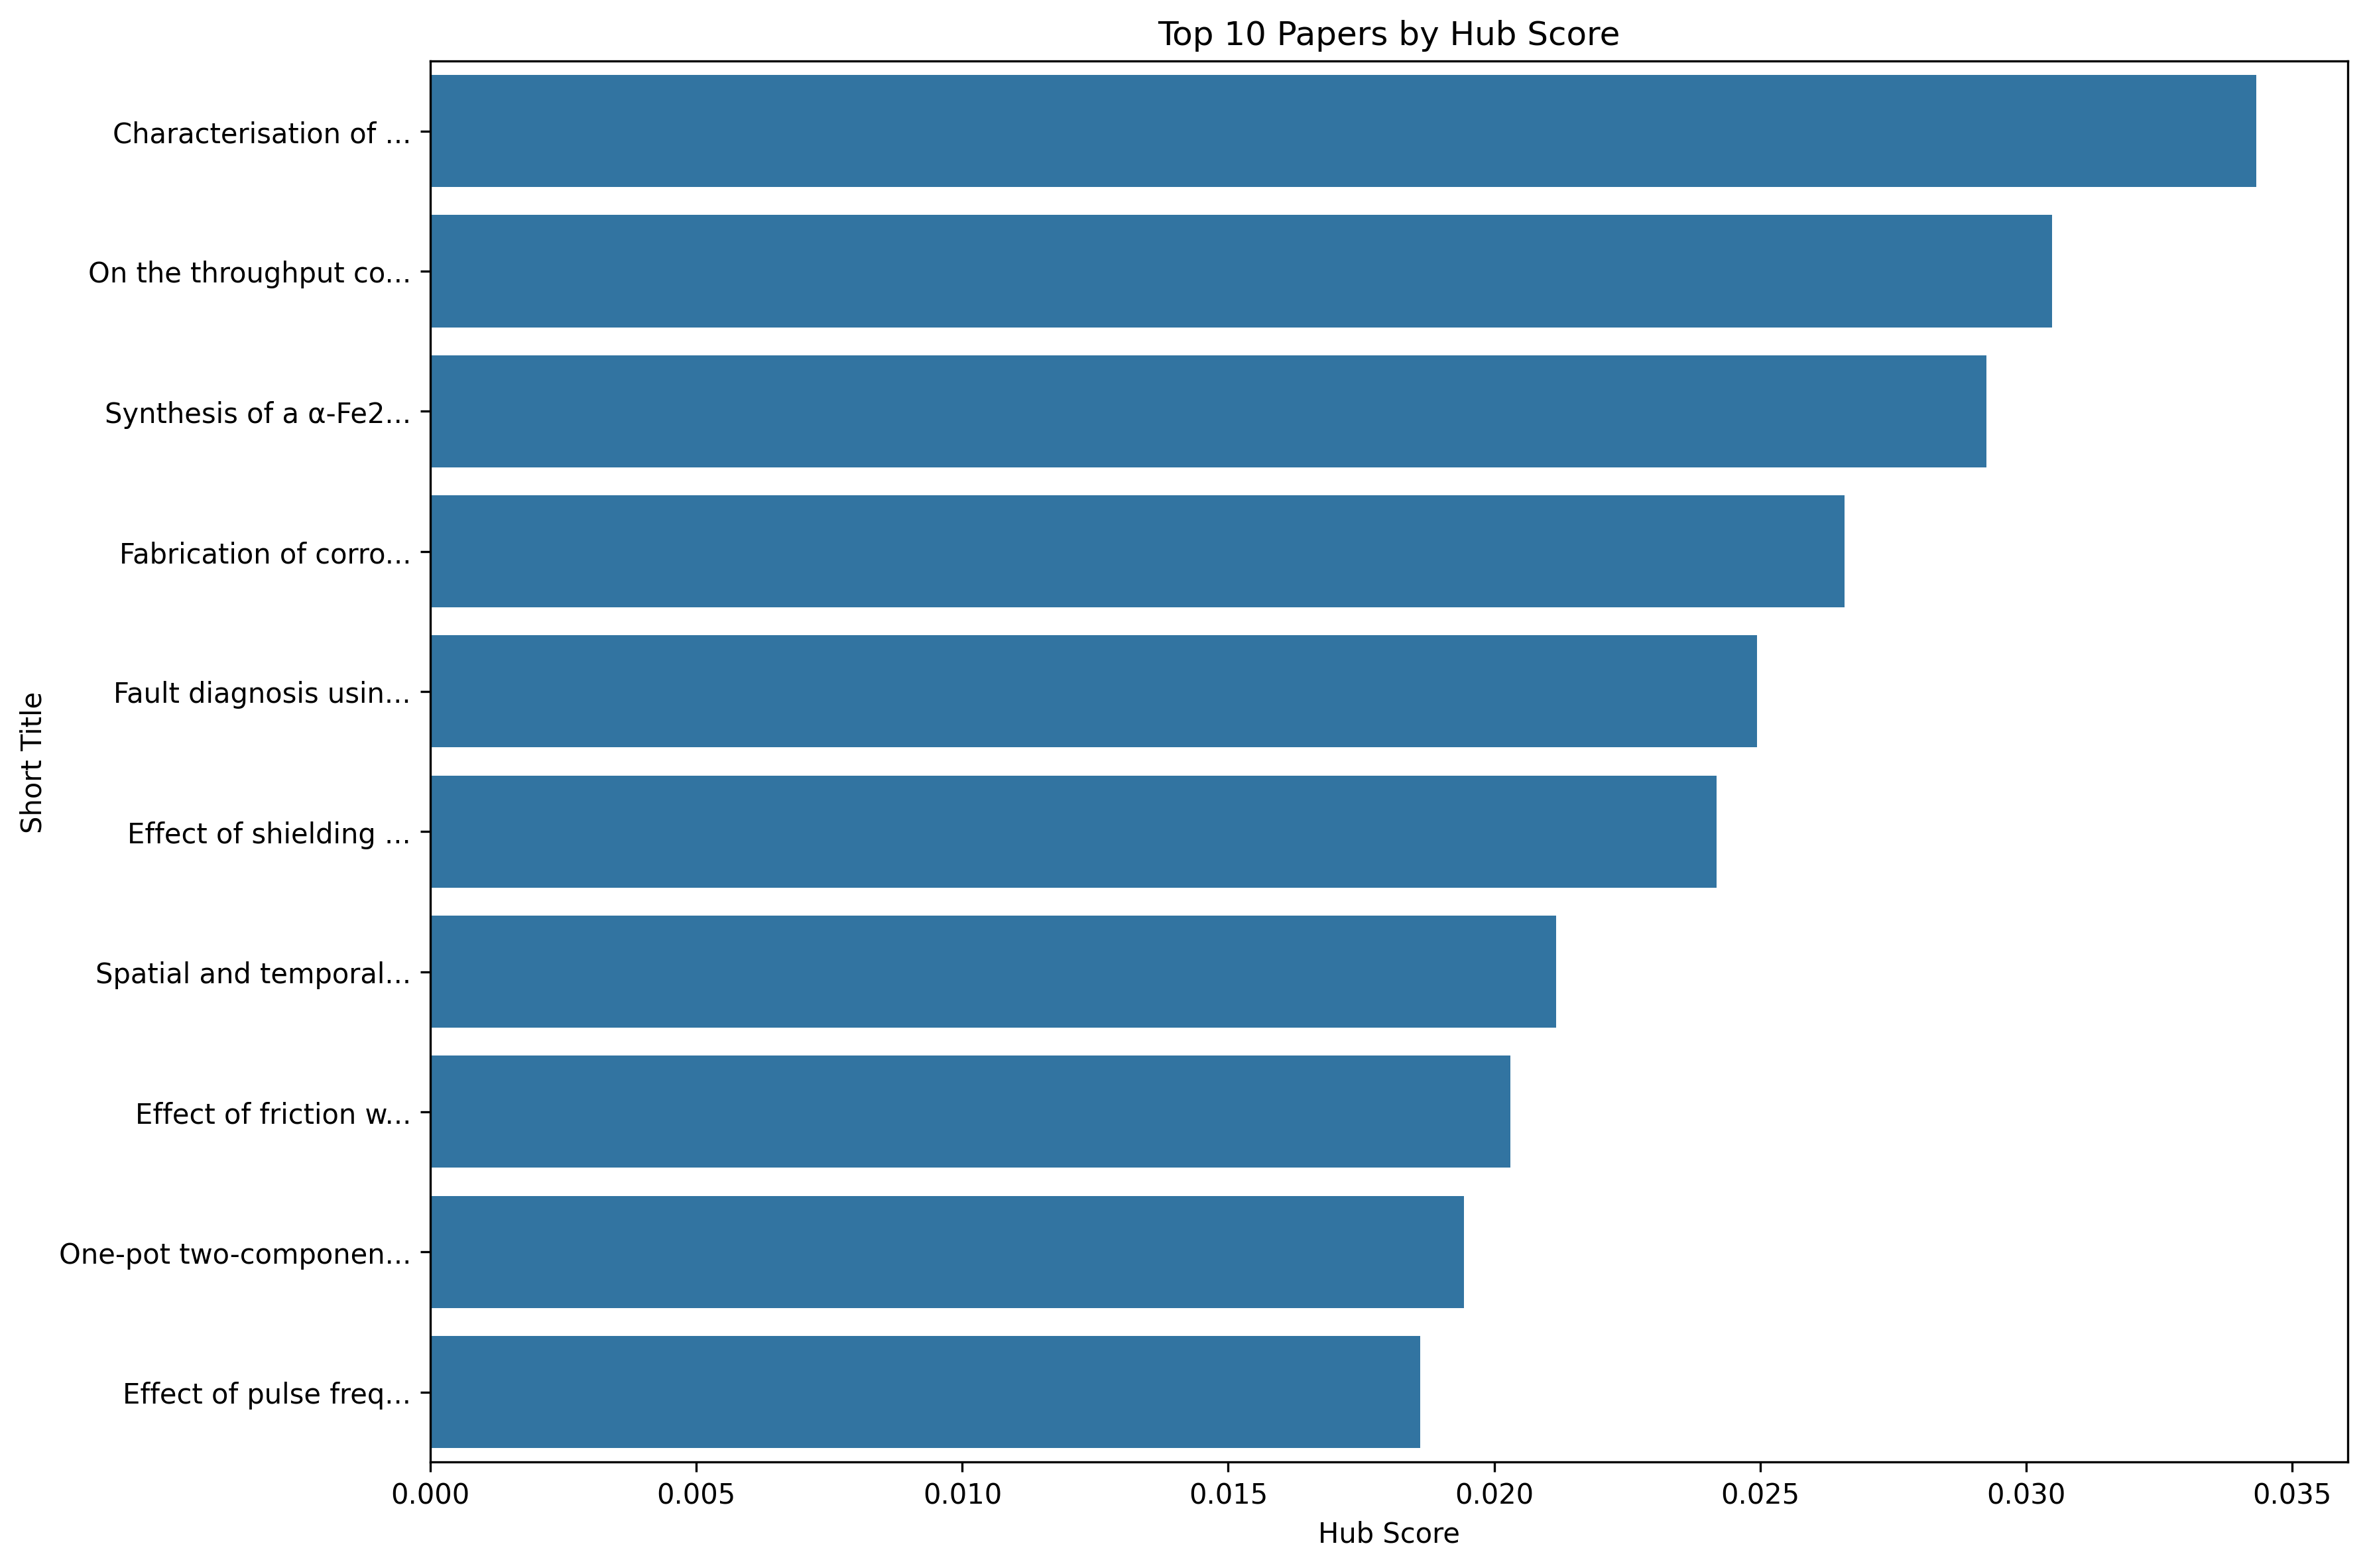 Top 10 Papers by Hub Score
Short Title
Characterisation of ...
On the throughput co...
Synthesis of a α-Fe2...
Fabrication of corro...
Fault diagnosis usin...
Effect of shielding ...
Spatial and temporal...
Effect of friction w...
One-pot two-componen...
Effect of pulse freq...
0.000 0.005 0.010 0.015 0.020 0.025 0.030 0.035
Hub Score